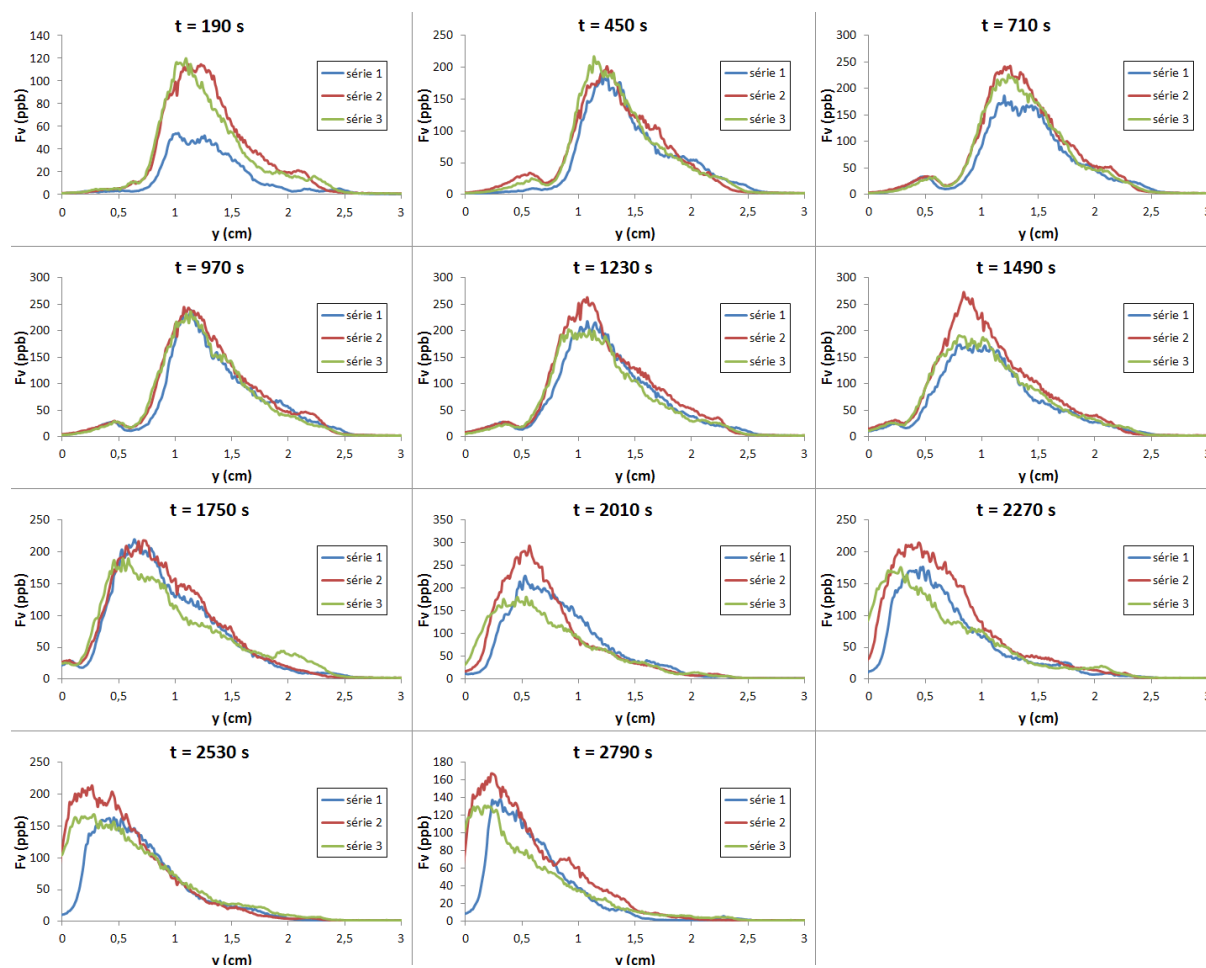 t = 190 s
Fv (ppb)
140
120
100
80
60
40
20
0
0 0,5 1 1,5 2 2,5 3
y (cm)
série 1
série 2
série 3
t = 450 s
Fv (ppb)
250
200
150
100
50
0
0 0,5 1 1,5 2 2,5 3
y (cm)
série 1
série 2
série 3
t = 710 s
Fv (ppb)
300
250
200
150
100
50
0
0 0,5 1 1,5 2 2,5 3
y (cm)
série 1
série 2
série 3
t = 970 s
Fv (ppb)
300
250
200
150
100
50
0
0 0,5 1 1,5 2 2,5 3
y (cm)
série 1
série 2
série 3
t = 1230 s
Fv (ppb)
300
250
200
150
100
50
0
0 0,5 1 1,5 2 2,5 3
y (cm)
série 1
série 2
série 3
t = 1490 s
Fv (ppb)
300
250
200
150
100
50
0
0 0,5 1 1,5 2 2,5 3
y (cm)
série 1
série 2
série 3
t = 1750 s
Fv (ppb)
250
200
150
100
50
0
0 0,5 1 1,5 2 2,5 3
y (cm)
série 1
série 2
série 3
t = 2010 s
Fv (ppb)
350
300
250
200
150
100
50
0
0 0,5 1 1,5 2 2,5 3
y (cm)
série 1
série 2
série 3
t = 2270 s
Fv (ppb)
250
200
150
100
50
0
0 0,5 1 1,5 2 2,5 3
y (cm)
série 1
série 2
série 3
t = 2530 s
Fv (ppb)
250
200
150
100
50
0
0 0,5 1 1,5 2 2,5 3
y (cm)
série 1
série 2
série 3
t = 2790 s
Fv (ppb)
180
160
140
120
100
80
60
40
20
0
0 0,5 1 1,5 2 2,5 3
y (cm)
série 1
série 2
série 3